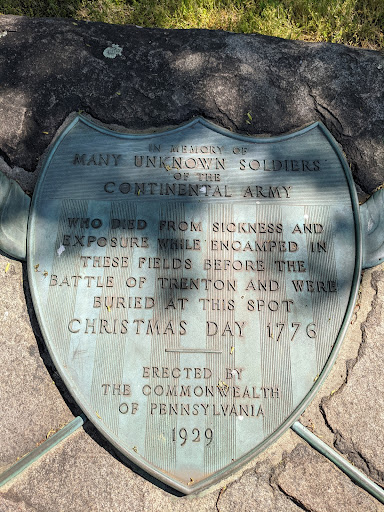 IN MEMORY OF
MANY UNKNOWN SOLDIERS
OF THE
CONTINENTAL ARMY
WHO DIED FROM SICKNESS AND
EXPOSURE WHILE ENCAMPED IN
THESE FIELDS BEFORE THE
BATTLE OF TRENTON AND WERE
BURIED AT THIS SPOT
CHRISTMAS DAY 1776
ERECTED BY
THE COMMONWEALTH
OF PENNSYLVANIA
1929